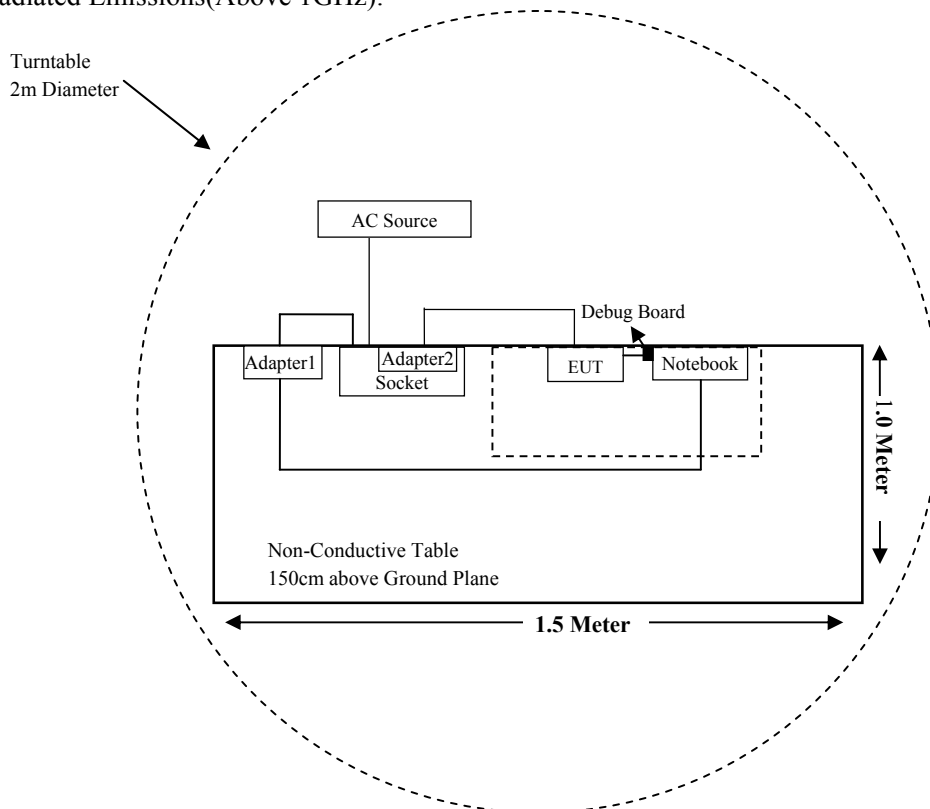 adiated Emissions(Above 1GHz):
Turntable
2m Diameter
AC Source
Debug Board
Adapter1
Adapter2
Socket
EUT
Notebook
1.0 Meter
Non-Conductive Table
150cm above Ground Plane
1.5 Meter